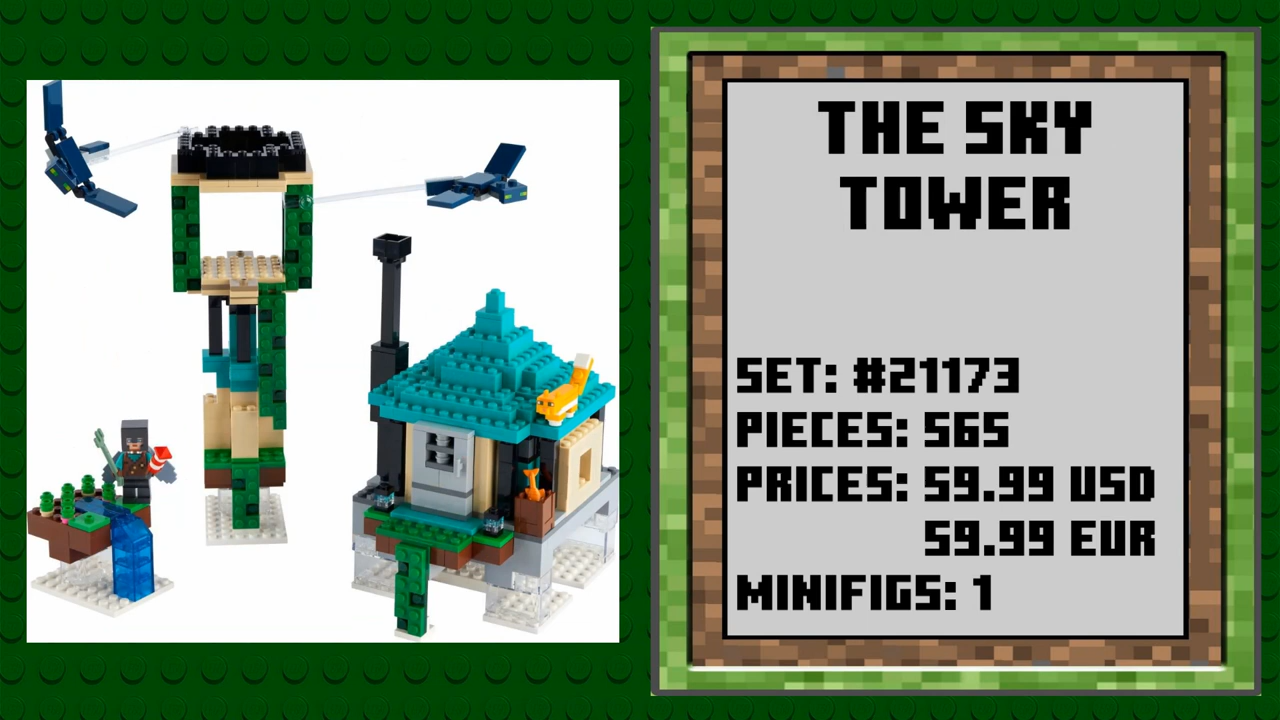 THE SKY
TOWER
SET: #21173
PIECES: 565
PRICES: 59.99 USD
59.99 EUR
MINIFIGS: 1